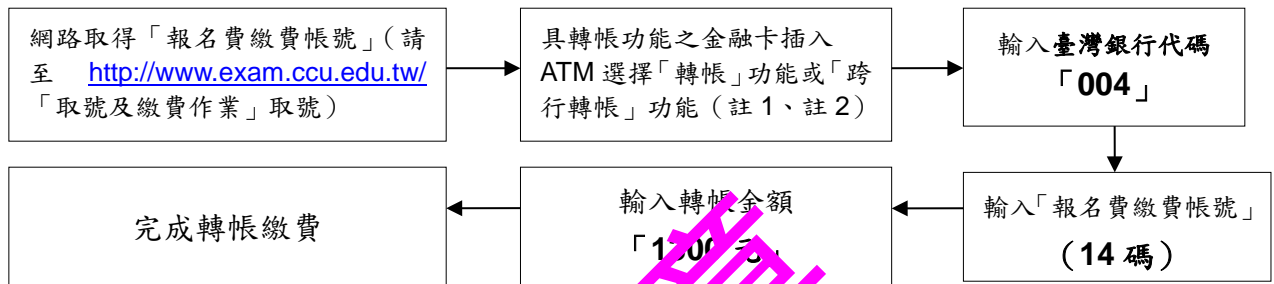 網路取得「報名費繳費帳號」(請
至 http://www.exam.ccu.edu.tw/
「取號及繳費作業」取號)
具轉帳功能之金融卡插入
ATM 選擇「轉帳」功能或「跨
行轉帳」功能(註 1、註 2)
輸入臺灣銀行代碼
「004」
輸入「報名費繳費帳號」
(14 碼)
輸入轉帳金額
完成轉帳繳費